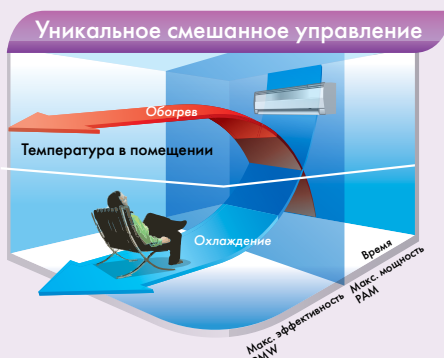 Уникальное смешанное управление
Обогрев
Температура в помещении
Охлаждение
Время
Макс. мощность
PAM
Макс. эффективность